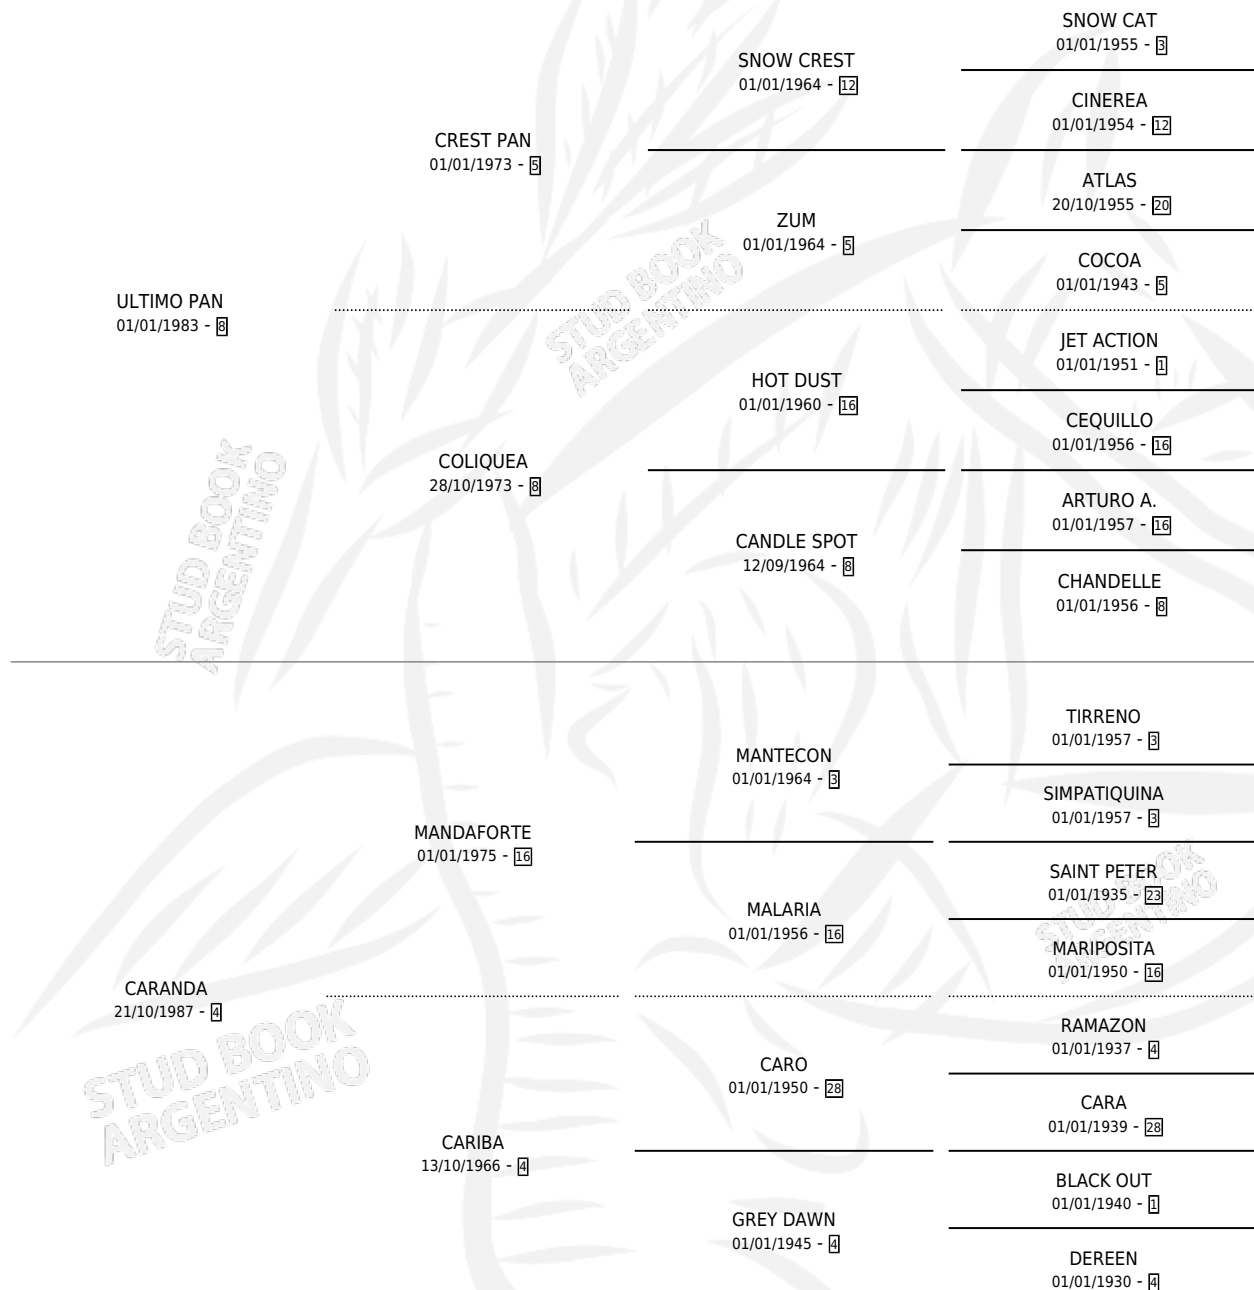 SNOW CAT
01/01/1955 - 3
SNOW CREST
01/01/1964 - 12
CINEREA
01/01/1954 - 12
CREST PAN
01/01/1973 - 5
ATLAS
20/10/1955 - 20
ZUM
01/01/1964 - 5
COCOA
01/01/1943 - 5
ULTIMO PAN
01/01/1983 - 8
STUD BOOK
ARGENTINO
JET ACTION
01/01/1951 - 1
HOT DUST
01/01/1960 - 16
CEQUILLO
01/01/1956 - 16
COLIQUEA
28/10/1973 - 8
ARTURO A.
01/01/1957 - 16
CANDLE SPOT
12/09/1964 - 8
CHANDELLE
01/01/1956 - 8
STUD BOOK
ARGENTINO
TIRRENO
01/01/1957 - 3
MANTECON
01/01/1964 - 3
SIMPATIQUINA
01/01/1957 - 3
MANDAFORTE
01/01/1975 - 16
SAINT PETER
01/01/1935 - 23
MALARIA
01/01/1956 - 16
MARIPOSITA
01/01/1950 - 16
STUD BOOK
ARGENTINO
CARANDA
21/10/1987 - 4
RAMAZON
01/01/1937 - 4
CARO
01/01/1950 - 28
CARA
01/01/1939 - 28
STUD BOOK
ARGENTINO
CARIBA
13/10/1966 - 4
BLACK OUT
01/01/1940 - 1
GREY DAWN
01/01/1945 - 4
DEREEN
01/01/1930 - 4